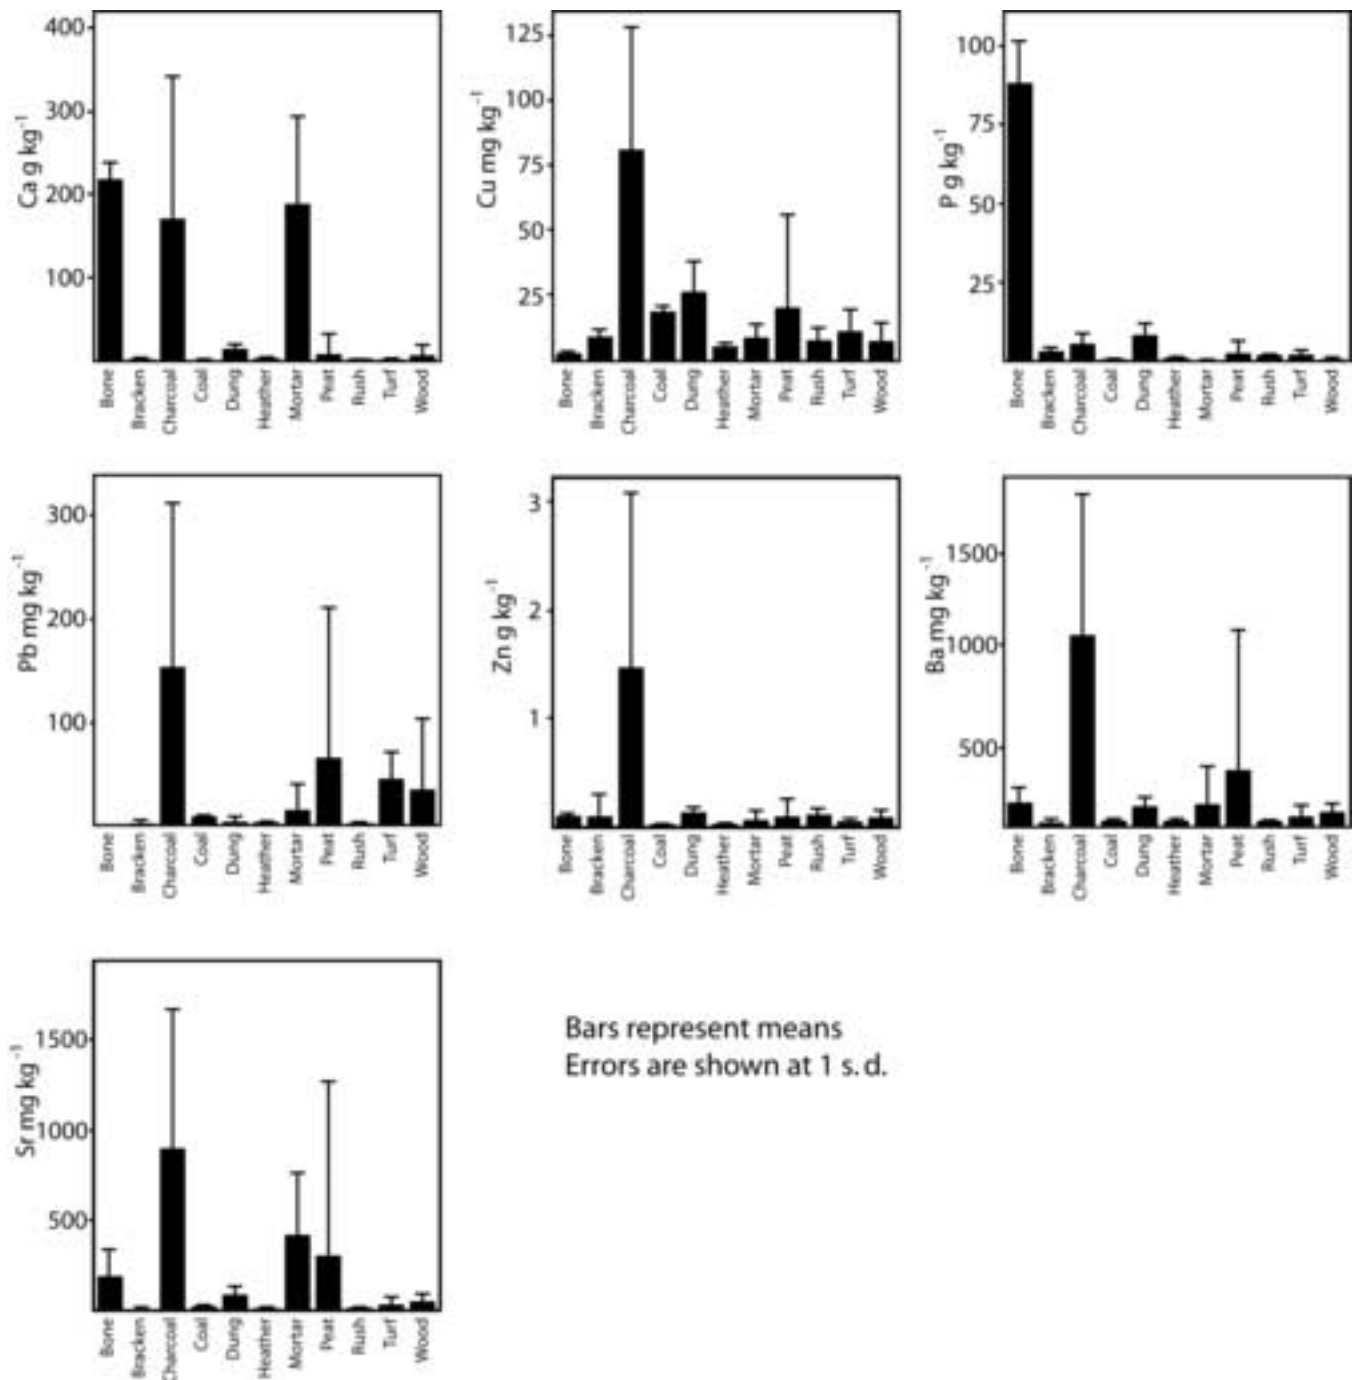 Ca g kg⁻¹
400
300
200
100
Bone
Bracken
Charcoal
Coal
Dung
Heather
Mortar
Peat
Rush
Turf
Wood
Cu mg kg⁻¹
125
100
75
50
25
Bone
Bracken
Charcoal
Coal
Dung
Heather
Mortar
Peat
Rush
Turf
Wood
P g kg⁻¹
100
75
50
25
Bone
Bracken
Charcoal
Coal
Dung
Heather
Mortar
Peat
Rush
Turf
Wood
Pb mg kg⁻¹
300
200
100
Bone
Bracken
Charcoal
Coal
Dung
Heather
Mortar
Peat
Rush
Turf
Wood
Zn g kg⁻¹
3
2
1
Bone
Bracken
Charcoal
Coal
Dung
Heather
Mortar
Peat
Rush
Turf
Wood
Ba mg kg⁻¹
1500
1000
500
Bone
Bracken
Charcoal
Coal
Dung
Heather
Mortar
Peat
Rush
Turf
Wood
Sr mg kg⁻¹
1500
1000
500
Bone
Bracken
Charcoal
Coal
Dung
Heather
Mortar
Peat
Rush
Turf
Wood
Bars represent means
Errors are shown at 1 s. d.